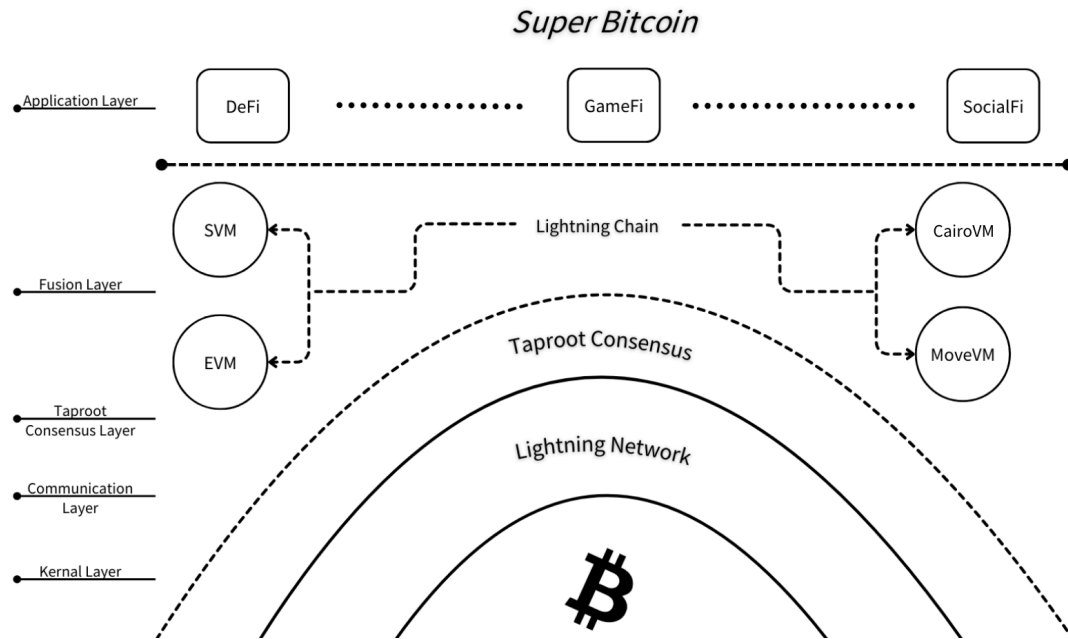 Super Bitcoin
Application Layer
DeFi
GameFi
SocialFi
SVM
Lightning Chain
CairoVM
Fusion Layer
Taproot Consensus
EVM
MoveVM
Taproot
Consensus Layer
Lightning Network
Communication
Layer
Kernal Layer